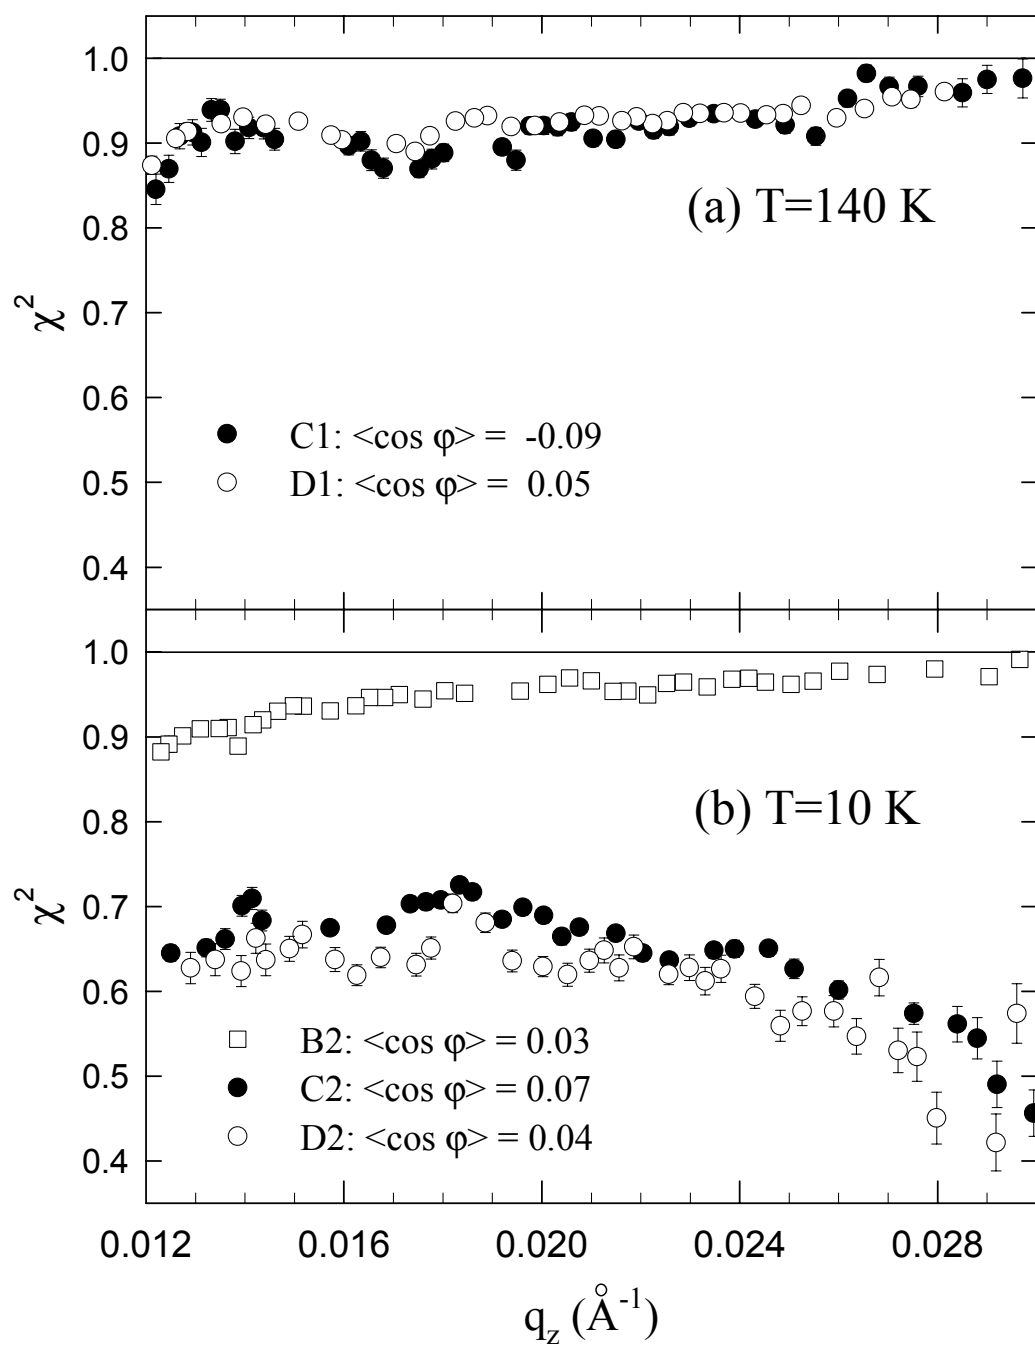 1.0
0.9
(a) T=140 K
0.8
χ²
0.7
0.6
C1: <cos φ> = -0.09
0.5
D1: <cos φ> = 0.05
0.4
1.0
0.9
(b) T=10 K
0.8
χ²
0.7
0.6
B2: <cos φ> = 0.03
0.5
C2: <cos φ> = 0.07
D2: <cos φ> = 0.04
0.4
0.012 0.016 0.020 0.024 0.028
q_z (Å⁻¹)